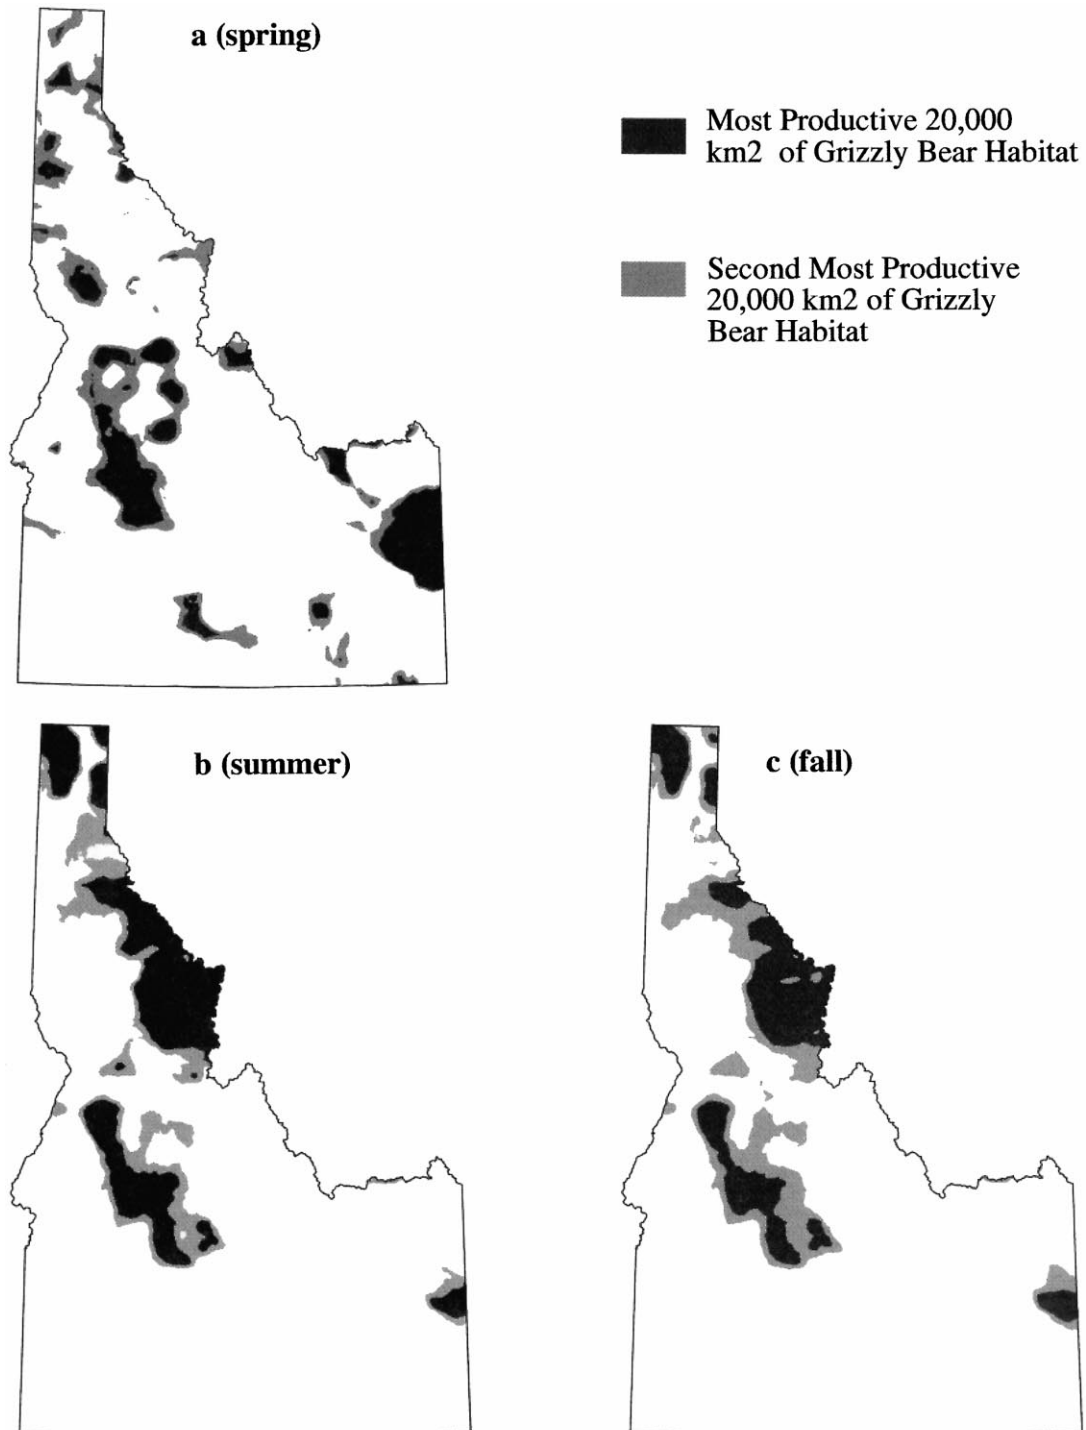 a (spring)
Most Productive 20,000
km2 of Grizzly Bear Habitat
Second Most Productive
20,000 km2 of Grizzly
Bear Habitat
b (summer)
c (fall)